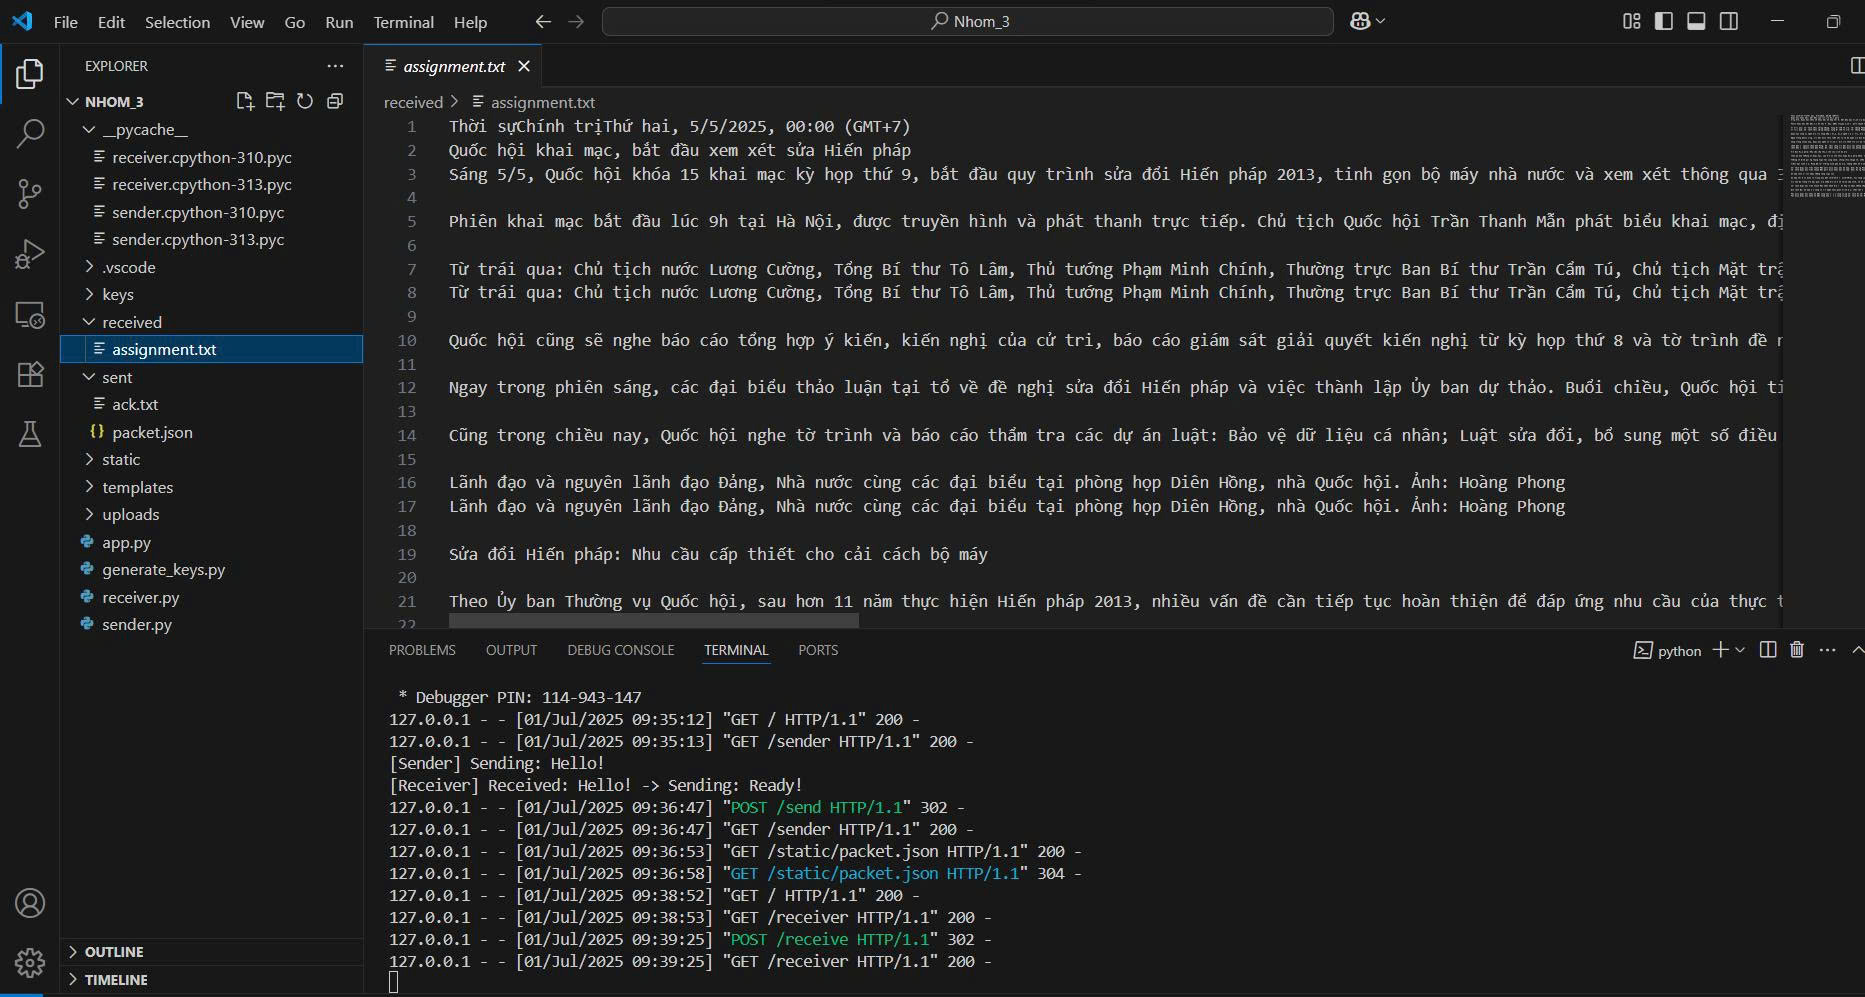 File Edit Selection View Go Run Terminal Help
Nhom_3
EXPLORER
NHOM_3
__pycache__
receiver.cpython-310.pyc
receiver.cpython-313.pyc
sender.cpython-310.pyc
sender.cpython-313.pyc
.vscode
keys
received
assignment.txt
sent
ack.txt
packet.json
static
templates
uploads
app.py
generate_keys.py
receiver.py
sender.py
OUTLINE
TIMELINE
assignment.txt
received > assignment.txt
1 Thời sựChính trịThứ hai, 5/5/2025, 00:00 (GMT+7)
2 Quốc hội khai mạc, bắt đầu xem xét sửa Hiến pháp
3 Sáng 5/5, Quốc hội khóa 15 khai mạc kỳ họp thứ 9, bắt đầu quy trình sửa đổi Hiến pháp 2013, tinh gọn bộ máy nhà nước và xem xét thông qua
4
5 Phiên khai mạc bắt đầu lúc 9h tại Hà Nội, được truyền hình và phát thanh trực tiếp. Chủ tịch Quốc hội Trần Thanh Mẫn phát biểu khai mạc,
6
7 Từ trái qua: Chủ tịch nước Lương Cường, Tổng Bí thư Tô Lâm, Thủ tướng Phạm Minh Chính, Thường trực Ban Bí thư Trần Cẩm Tú, Chủ tịch Mặt
8 Từ trái qua: Chủ tịch nước Lương Cường, Tổng Bí thư Tô Lâm, Thủ tướng Phạm Minh Chính, Thường trực Ban Bí thư Trần Cẩm Tú, Chủ tịch Mặt
9
10 Quốc hội cũng sẽ nghe báo cáo tổng hợp ý kiến, kiến nghị của cử tri, báo cáo giám sát giải quyết kiến nghị từ kỳ họp thứ 8 và tờ trình đề
11
12 Ngay trong phiên sáng, các đại biểu thảo luận tại tổ về đề nghị sửa đổi Hiến pháp và việc thành lập Ủy ban dự thảo. Buổi chiều, Quốc hội
13
14 Cũng trong chiều nay, Quốc hội nghe tờ trình và báo cáo thẩm tra các dự án luật: Bảo vệ dữ liệu cá nhân; Luật sửa đổi, bổ sung một số điều
15
16 Lãnh đạo và nguyên lãnh đạo Đảng, Nhà nước cùng các đại biểu tại phòng họp Diên Hồng, nhà Quốc hội. Ảnh: Hoàng Phong
17 Lãnh đạo và nguyên lãnh đạo Đảng, Nhà nước cùng các đại biểu tại phòng họp Diên Hồng, nhà Quốc hội. Ảnh: Hoàng Phong
18
19 Sửa đổi Hiến pháp: Nhu cầu cấp thiết cho cải cách bộ máy
20
21 Theo Ủy ban Thường vụ Quốc hội, sau hơn 11 năm thực hiện Hiến pháp 2013, nhiều vấn đề cần tiếp tục hoàn thiện để đáp ứng nhu cầu của thực
22
PROBLEMS OUTPUT DEBUG CONSOLE TERMINAL PORTS
python
* Debugger PIN: 114-943-147
127.0.0.1 - - [01/Jul/2025 09:35:12] "GET / HTTP/1.1" 200 -
127.0.0.1 - - [01/Jul/2025 09:35:13] "GET /sender HTTP/1.1" 200 -
[Sender] Sending: Hello!
[Receiver] Received: Hello! -> Sending: Ready!
127.0.0.1 - - [01/Jul/2025 09:36:47] "POST /send HTTP/1.1" 302 -
127.0.0.1 - - [01/Jul/2025 09:36:47] "GET /sender HTTP/1.1" 200 -
127.0.0.1 - - [01/Jul/2025 09:36:53] "GET /static/packet.json HTTP/1.1" 200 -
127.0.0.1 - - [01/Jul/2025 09:36:58] "GET /static/packet.json HTTP/1.1" 304 -
127.0.0.1 - - [01/Jul/2025 09:38:52] "GET / HTTP/1.1" 200 -
127.0.0.1 - - [01/Jul/2025 09:38:53] "GET /receiver HTTP/1.1" 200 -
127.0.0.1 - - [01/Jul/2025 09:39:25] "POST /receive HTTP/1.1" 302 -
127.0.0.1 - - [01/Jul/2025 09:39:25] "GET /receiver HTTP/1.1" 200 -